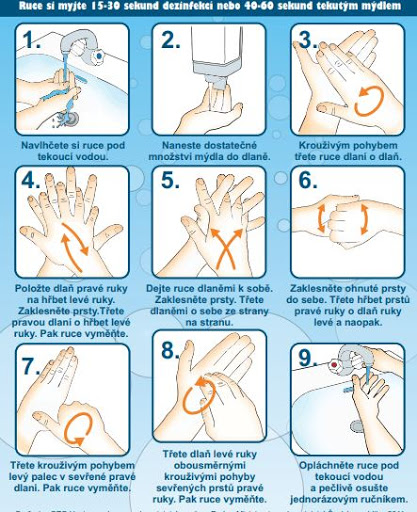 Ruce si myjte 15-30 sekund dezinfekcí nebo 40-60 sekund tekutým mýdlem
1.
2.
3.
Navlhčete si ruce pod
tekoucí vodou.
Naneste dostatečné
množství mýdla do dlaně.
Krouživým pohybem
třete ruce dlaní o dlaň.
4.
5.
6.
Položte dlaň pravé ruky
na hřbet levé ruky.
Zaklesněte prsty.Třete
pravou dlaní o hřbet levé
ruky. Pak ruce vyměňte.
Dejte ruce dlaněmi k sobě.
Zaklesněte prsty. Třete
dlaněmi o sebe ze strany
na stranu.
Zaklesněte ohnuté prsty
do sebe. Třete hřbet prstů
pravé ruky o dlaň ruky
levé a naopak.
7.
8.
9.
Třete krouživým pohybem
levý palec v sevřené pravé
dlani. Pak ruce vyměňte.
Třete dlaň levé ruky
obousměrnými
krouživými pohyby
sevřených prstů pravé
ruky. Pak ruce vyměňte.
Opláchněte ruce pod
tekoucí vodou
a pečlivě osušte
jednorázovým ručníkem.